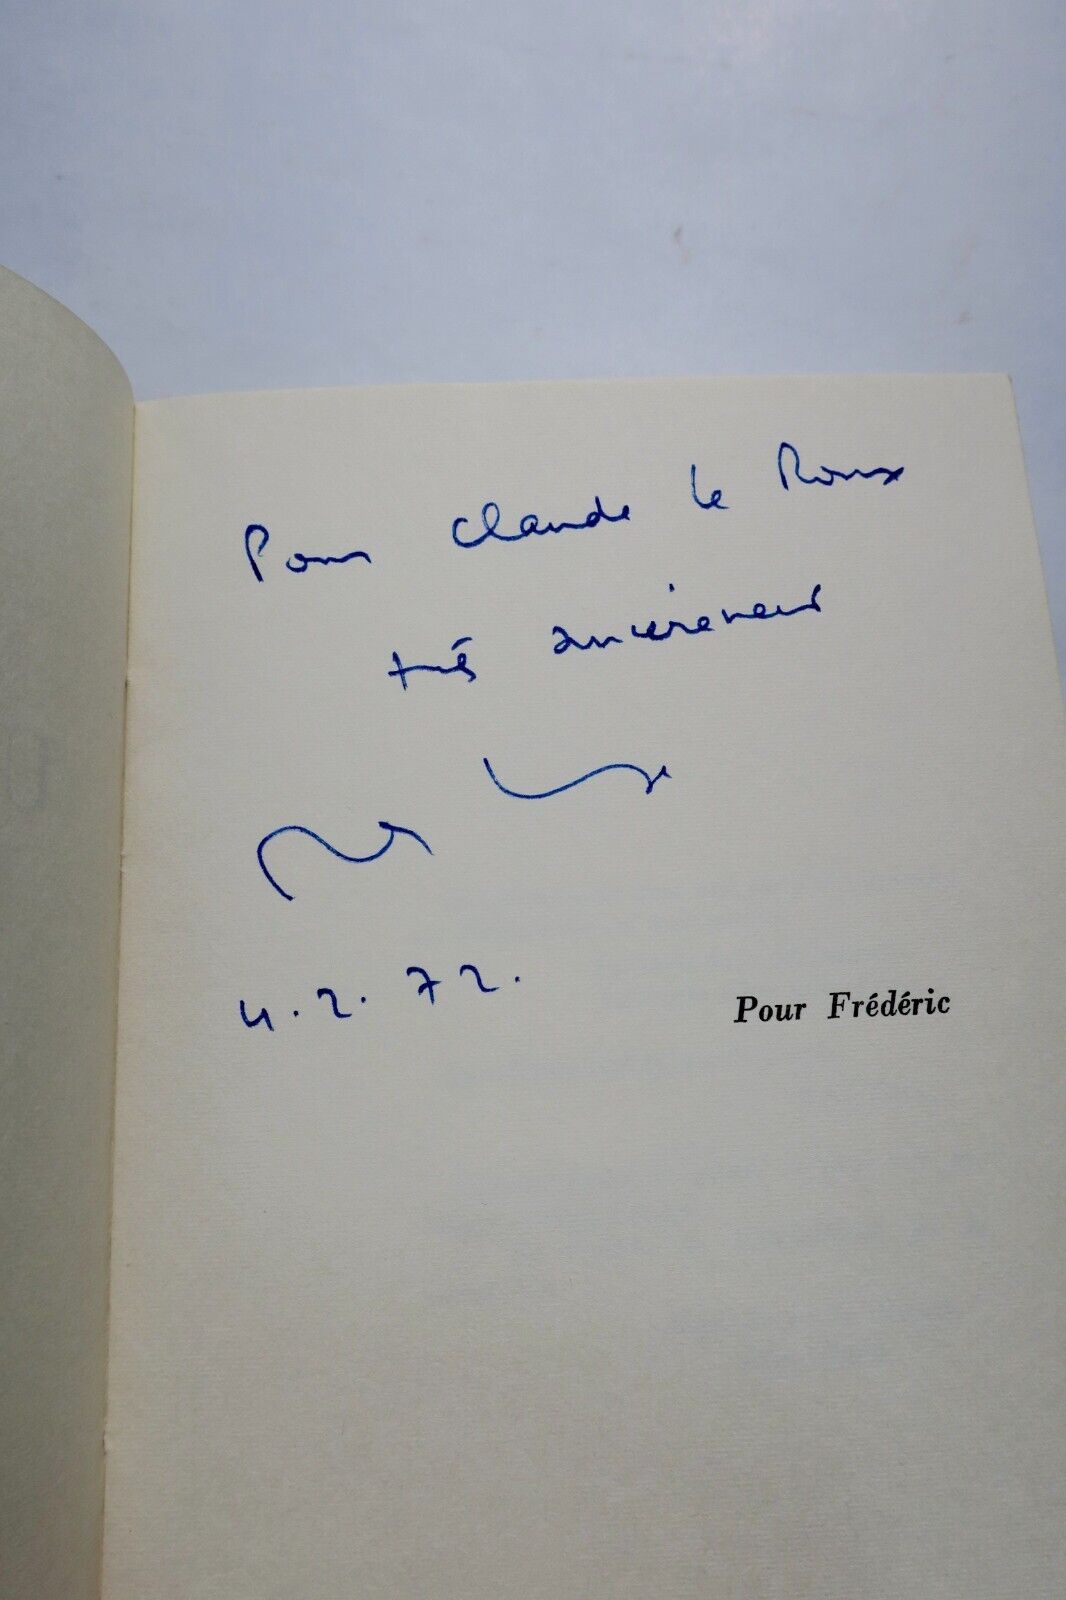 Pour Claude Le Roux
très sincèrement
4.2.72.
Pour Frédéric